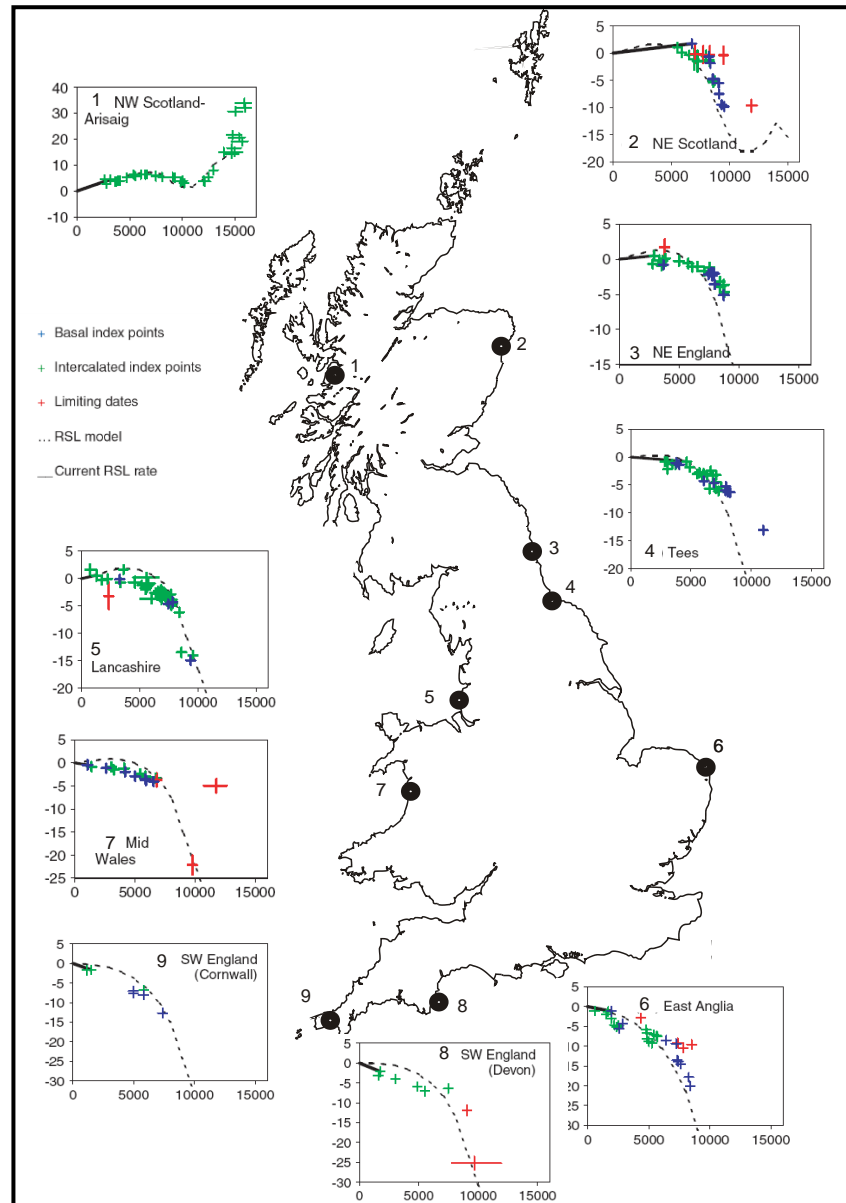 40
30
20
10
0
-10
1 NW Scotland-
Arisaig
0 5000 10000 15000
5
0
-5
-10
-15
-20
2 NE Scotland
0 5000 10000 15000
5
0
-5
-10
-15
3 NE England
0 5000 10000 15000
+ Basal index points
+ Intercalated index points
+ Limiting dates
... RSL model
__ Current RSL rate
5
0
-5
-10
-15
-20
4 Tees
0 5000 10000 15000
5
0
-5
-10
-15
-20
5
Lancashire
0 5000 10000 15000
5
0
-5
-10
-15
-20
-25
7 Mid
Wales
0 5000 10000 15000
5
0
-5
-10
-15
-20
-25
-30
9 SW England
(Cornwall)
0 5000 10000 15000
5
0
-5
-10
-15
-20
-25
-30
8 SW England
(Devon)
0 5000 10000 15000
5
0
-5
-10
-15
-20
-25
30
6 East Anglia
0 5000 10000 15000
1
2
3
4
5
6
7
8
9